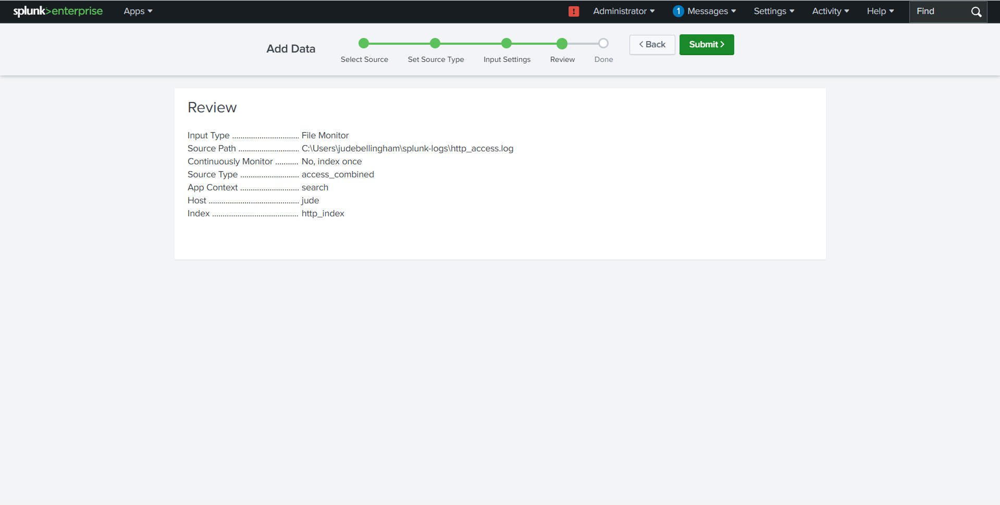 splunk>enterprise Apps Administrator 1 Messages Settings Activity Help Find
Add Data
Select Source Set Source Type Input Settings Review Done
< Back Submit >
Review
Input Type ................................ File Monitor
Source Path ............................. C:\Users\judebellingham\splunk-logs\http_access.log
Continuously Monitor ........... No, index once
Source Type ............................ access_combined
App Context ............................ search
Host ........................................... jude
Index ......................................... http_index